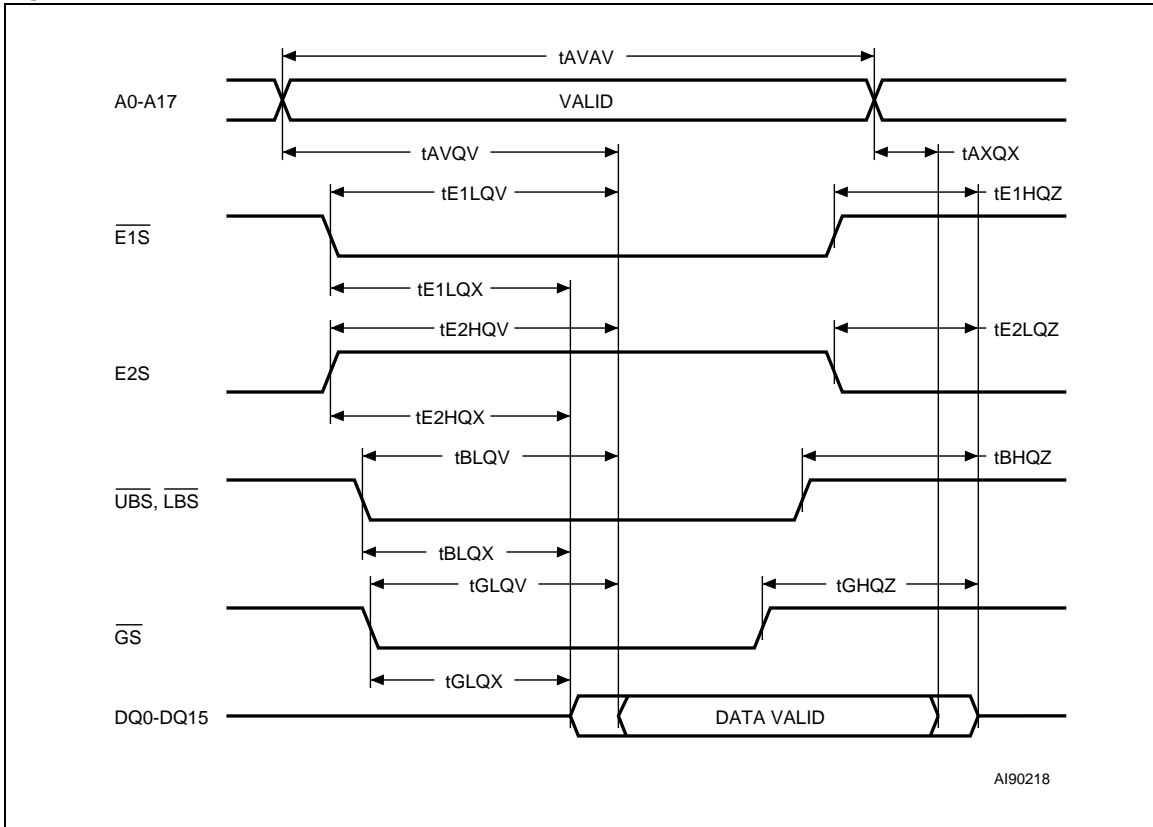 tAVAV
A0-A17 VALID
tAVQV tAXQX
tE1LQV tE1HQZ
E1S
tE1LQX
tE2HQV tE2LQZ
E2S
tE2HQX
tBLQV tBHQZ
UBS, LBS
tBLQX
tGLQV tGHQZ
GS
tGLQX
DQ0-DQ15 DATA VALID
AI90218